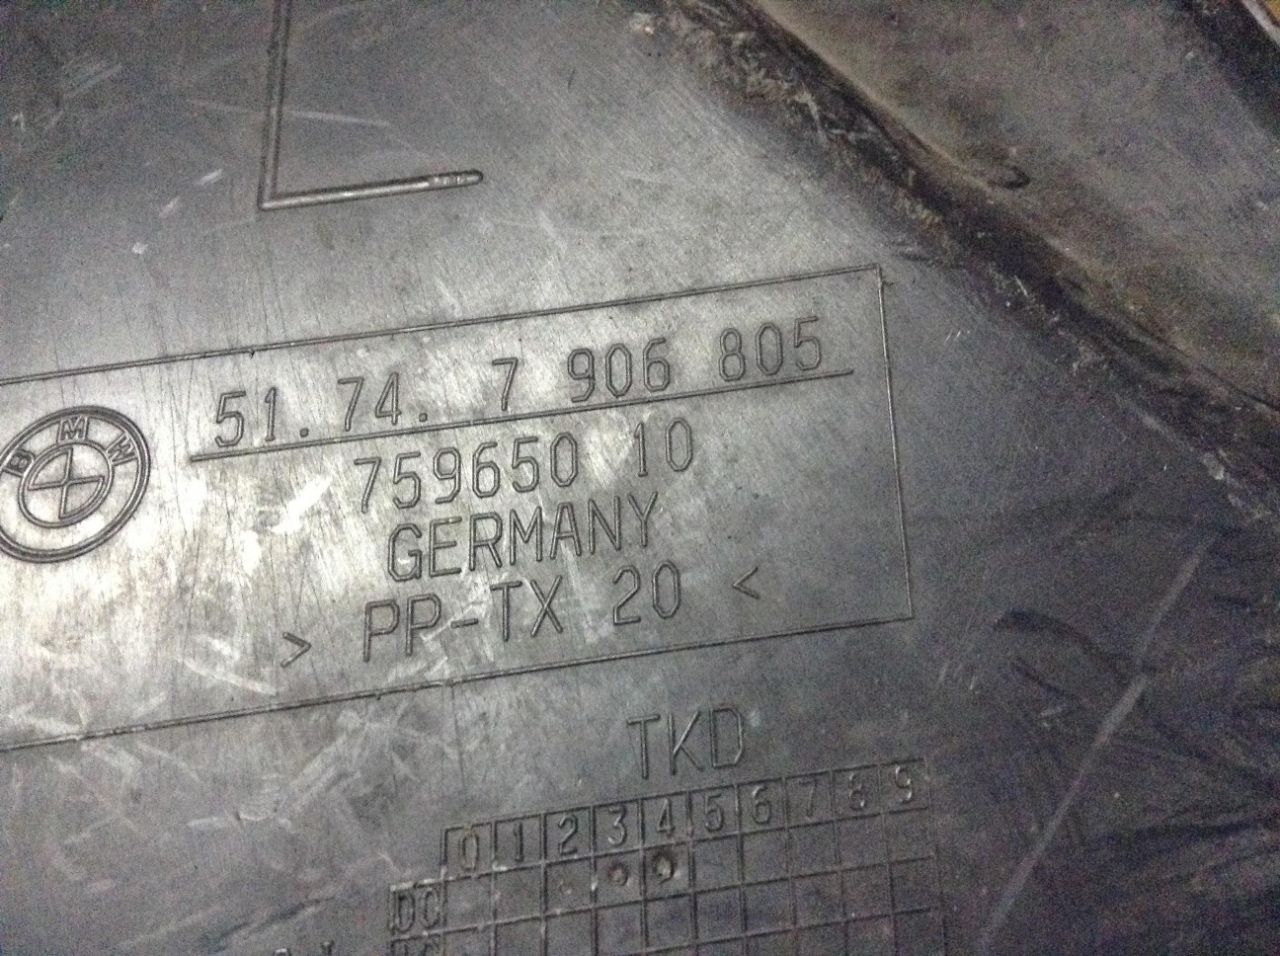 BMW
51.74. 7 906 805
759650 10
GERMANY
> PP-TX 20 <
TKD
0 1 2 3 4 5 6 7 8 9